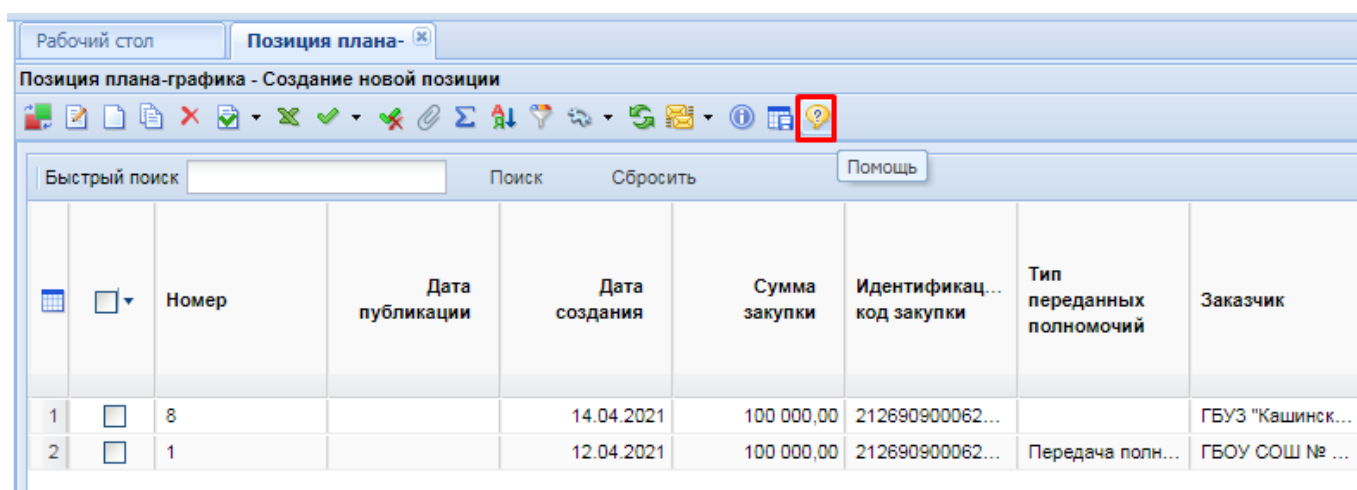 Рабочий стол Позиция плана-
Позиция плана-графика - Создание новой позиции
Помощь
Быстрый поиск Поиск Сбросить
Номер Дата публикации Дата создания Сумма закупки Идентификац... код закупки Тип переданных полномочий Заказчик
1 8 14.04.2021 100 000,00 212690900062... ГБУЗ "Кашинск...
2 1 12.04.2021 100 000,00 212690900062... Передача полн... ГБОУ СОШ № ...